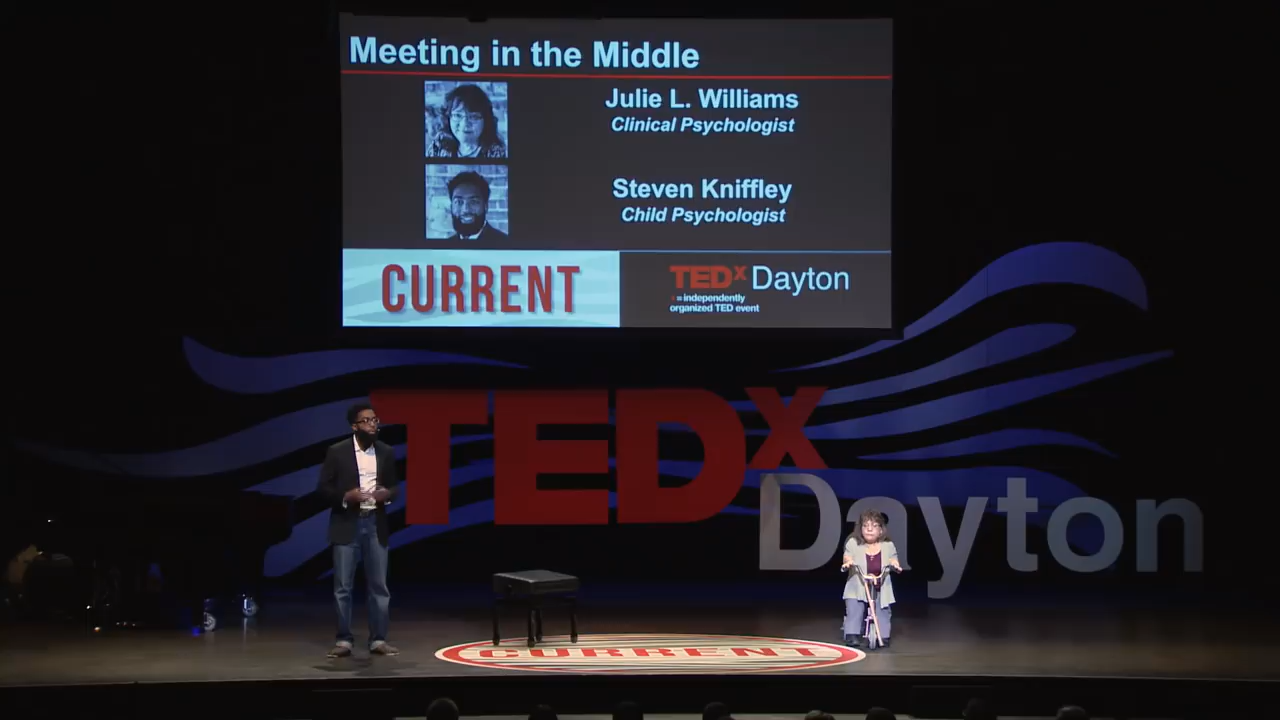 Meeting in the Middle
Julie L. Williams
Clinical Psychologist
Steven Kniffley
Child Psychologist
CURRENT
TEDx Dayton
x = independently
organized TED event
TEDx
Dayton
CURRENT